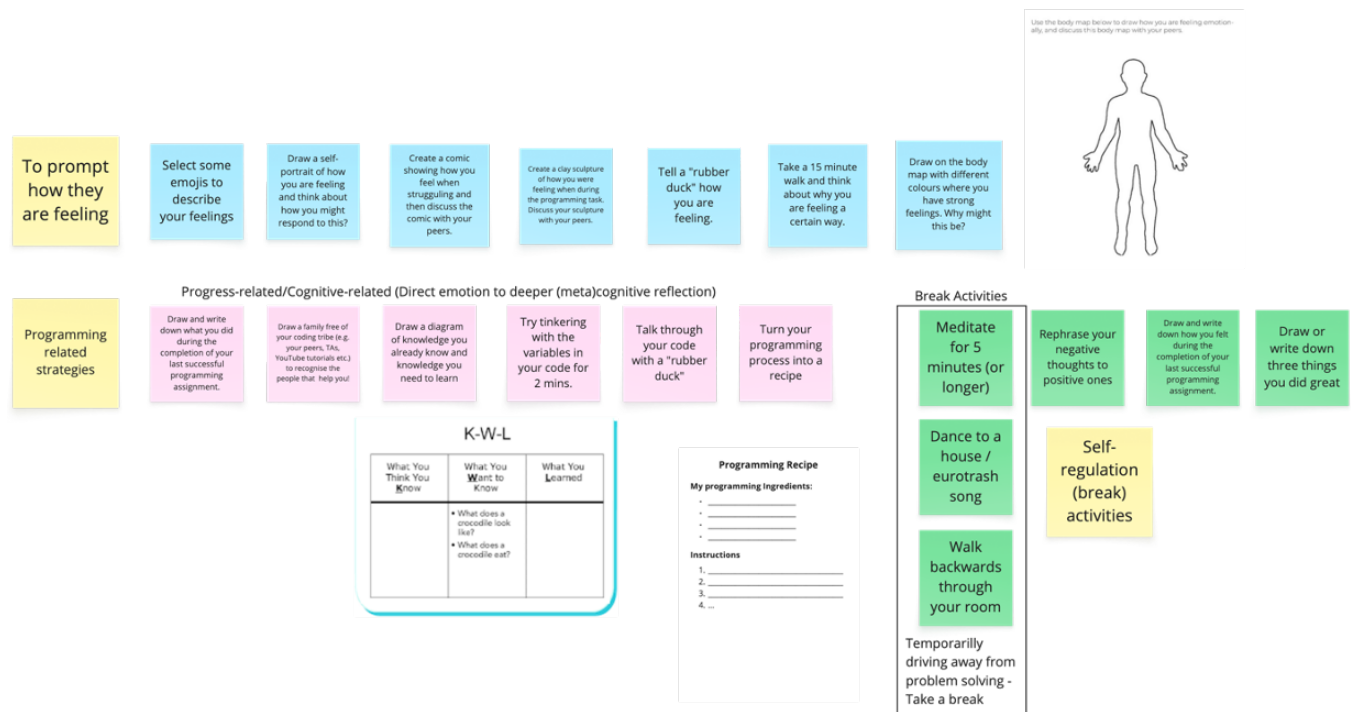 Use the body map below to draw how you are feeling emotion-
ally, and discuss this body map with your peers.
To prompt
how they
are feeling
Select some
emojis to
describe
your feelings
Draw a self-
portrait of how
you are feeling
and think about
how you might
respond to this?
Create a comic
showing how you
feel when
strugguling and
then discuss the
comic with your
peers.
Create a clay sculpture
of how you were
feeling when during
the programming task.
Discuss your sculpture
with your peers.
Tell a "rubber
duck" how
you are
feeling.
Take a 15 minute
walk and think
about why you
are feeling a
certain way.
Draw on the body
map with different
colours where you
have strong
feelings. Why might
this be?
Progress-related/Cognitive-related (Direct emotion to deeper (meta)cognitive reflection)
Programming
related
strategies
Draw and write
down what you did
during the
completion of your
last successful
programming
assignment.
Draw a family free of
your coding tribe (e.g.
your peers, TAs,
YouTube tutorials etc.)
to recognise the
people that help you!
Draw a diagram
of knowledge you
already know and
knowledge you
need to learn
Try tinkering
with the
variables in
your code for
2 mins.
Talk through
your code
with a "rubber
duck"
Turn your
programming
process into a
recipe
Break Activities
Meditate
for 5
minutes (or
longer)
Dance to a
house /
eurotrash
song
Walk
backwards
through
your room
Temporarilly
driving away from
problem solving -
Take a break
Rephrase your
negative
thoughts to
positive ones
Draw and write
down how you felt
during the
completion of your
last successful
programming
assignment.
Draw or
write down
three things
you did great
Self-
regulation
(break)
activities
K-W-L
What You
Think You
Know
What You
Want to
Know
What You
Learned
• What does a
crocodile look
like?
• What does a
crocodile eat?
Programming Recipe
My programming Ingredients:
Instructions
1.
2.
3.
4. ...